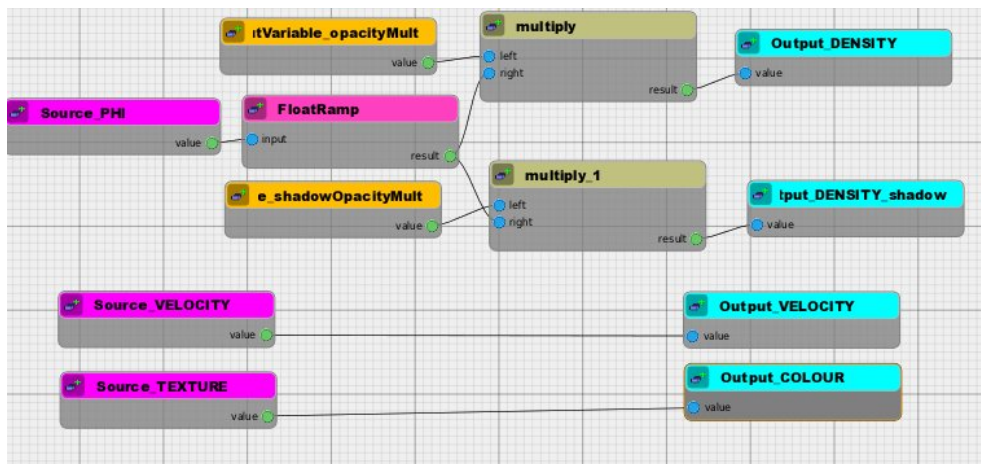 ıtVariable_opacityMult
value
multiply
left
right
result
Output_DENSITY
value
Source_PHI
value
FloatRamp
input
result
e_shadowOpacityMult
value
multiply_1
left
right
result
tput_DENSITY_shadow
value
Source_VELOCITY
value
Output_VELOCITY
value
Source_TEXTURE
value
Output_COLOUR
value